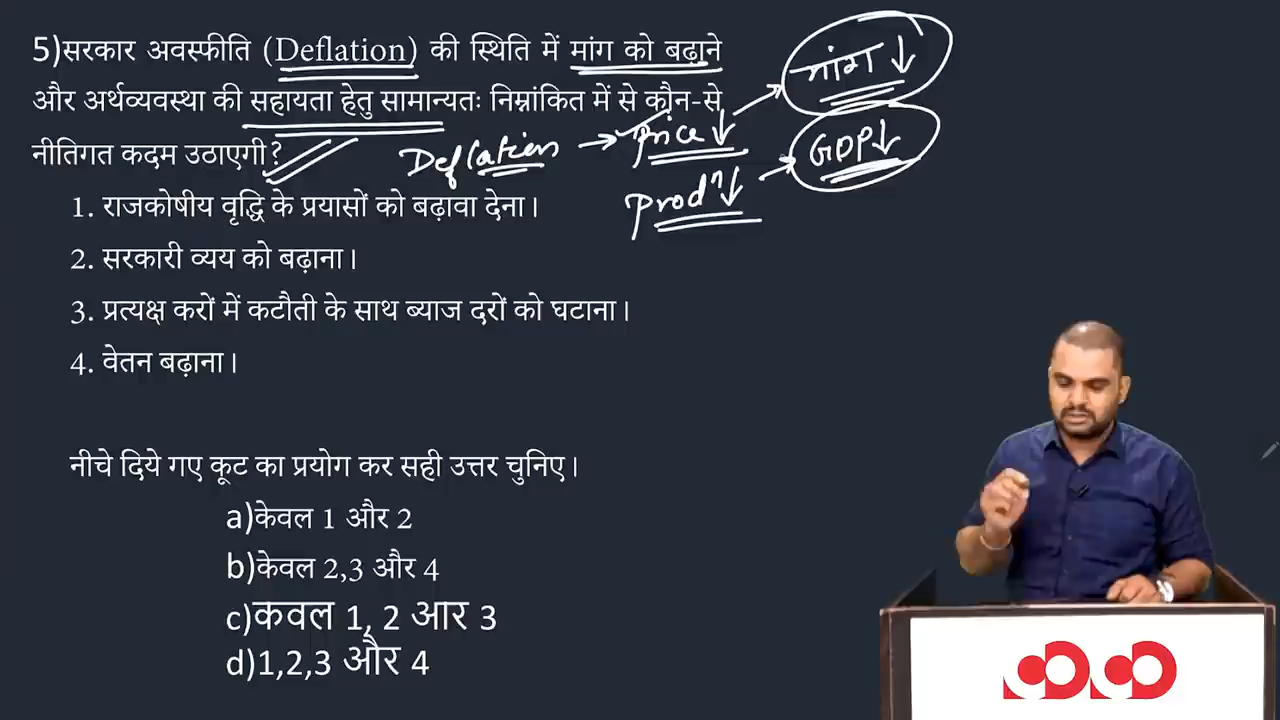 5)सरकार अवस्फीति (Deflation) की स्थिति में मांग को बढ़ाने
और अर्थव्यवस्था की सहायता हेतु सामान्यतः निम्नांकित में से कौन-से
नीतिगत कदम उठाएगी?
Deflation → Price↓ → मांग↓
Prodⁿ↓ → GDP↓
1. राजकोषीय वृद्धि के प्रयासों को बढ़ावा देना।
2. सरकारी व्यय को बढ़ाना।
3. प्रत्यक्ष करों में कटौती के साथ ब्याज दरों को घटाना।
4. वेतन बढ़ाना।
नीचे दिये गए कूट का प्रयोग कर सही उत्तर चुनिए।
a)केवल 1 और 2
b)केवल 2,3 और 4
c)कवल 1, 2 आर 3
d)1,2,3 और 4